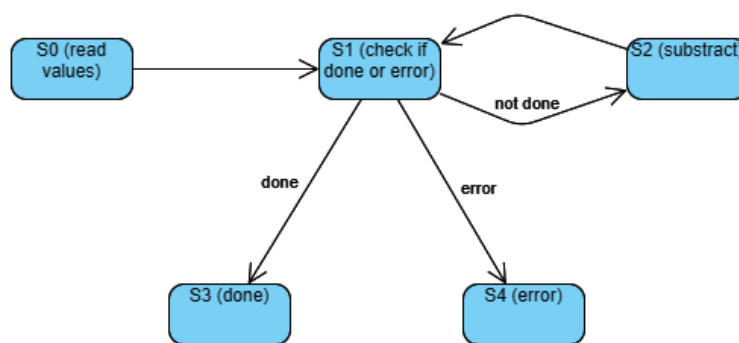 S0 (read
values)
S1 (check if
done or error)
S2 (substract)
not done
done
error
S3 (done)
S4 (error)